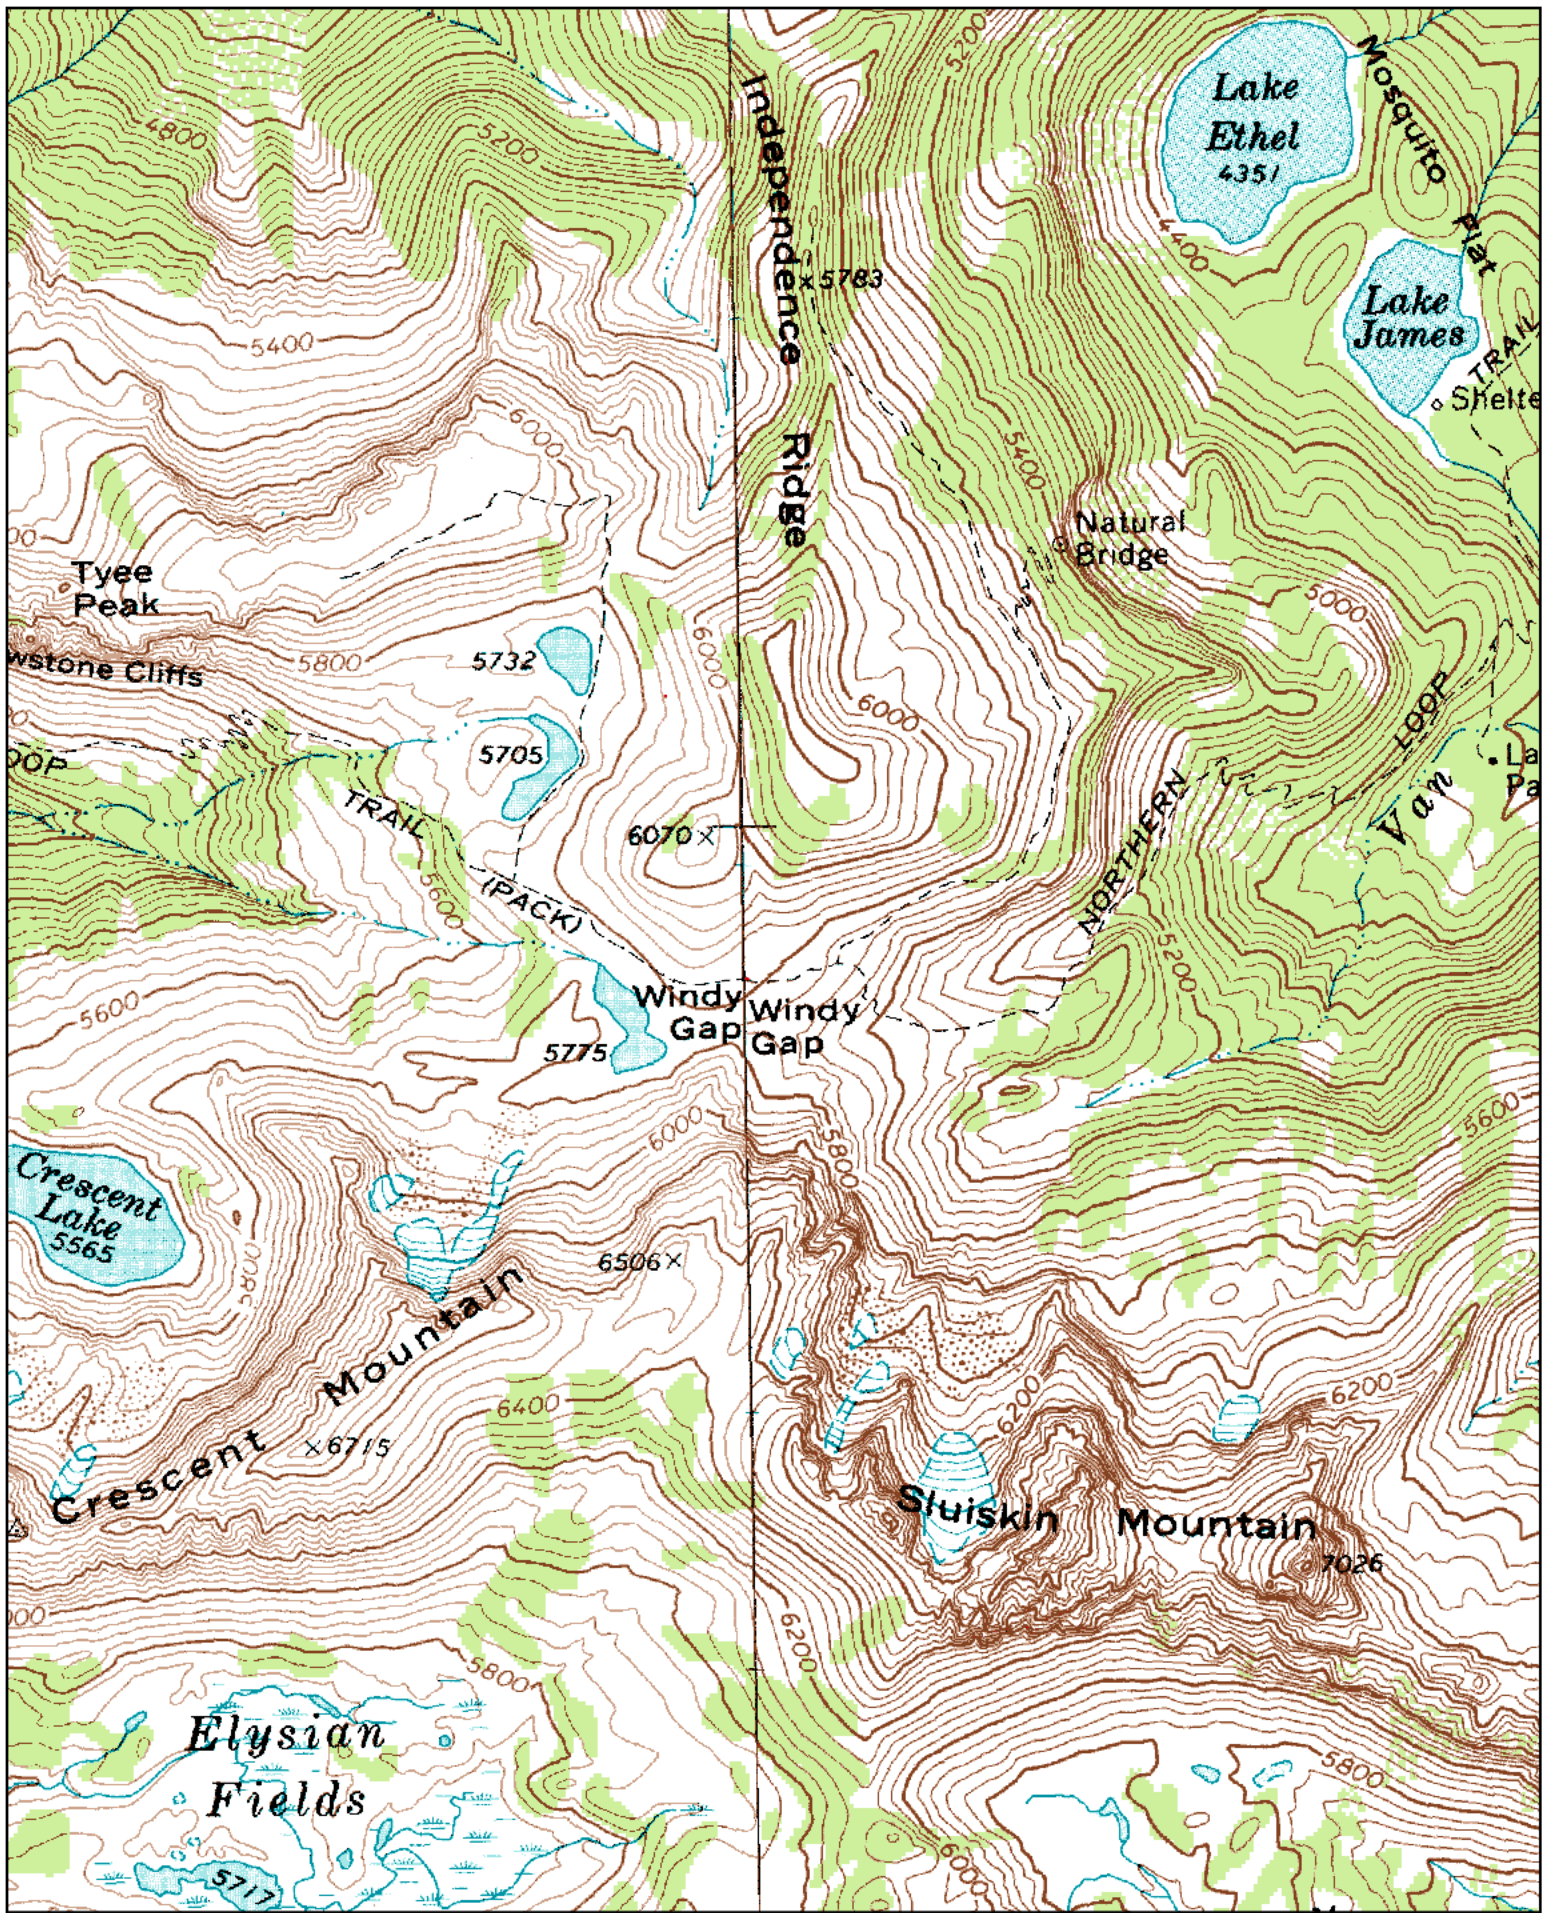 5200
Lake
Ethel
4351
Mosquito
Flat
4800
5200
Independence
Ridge
x 5783
4400
Lake
James
TRAIL
Shelte
5400
6000
5400
Natural
Bridge
00
Tyee
Peak
5000
wstone Cliffs
5800
5732
6000
6000
LOOP
5705
OOP
La
Pa
TRAIL
Van
6070 x
NORTHERN
(PACK)
5600
5200
5600
Windy
Gap
Windy
Gap
5775
6000
5800
5600
Crescent
Lake
5565
5800
6506 x
Crescent Mountain
x 6715
6400
6200
6200
Sluiskin Mountain
7026
000
6200
5800
Elysian
Fields
5717
5800
6000